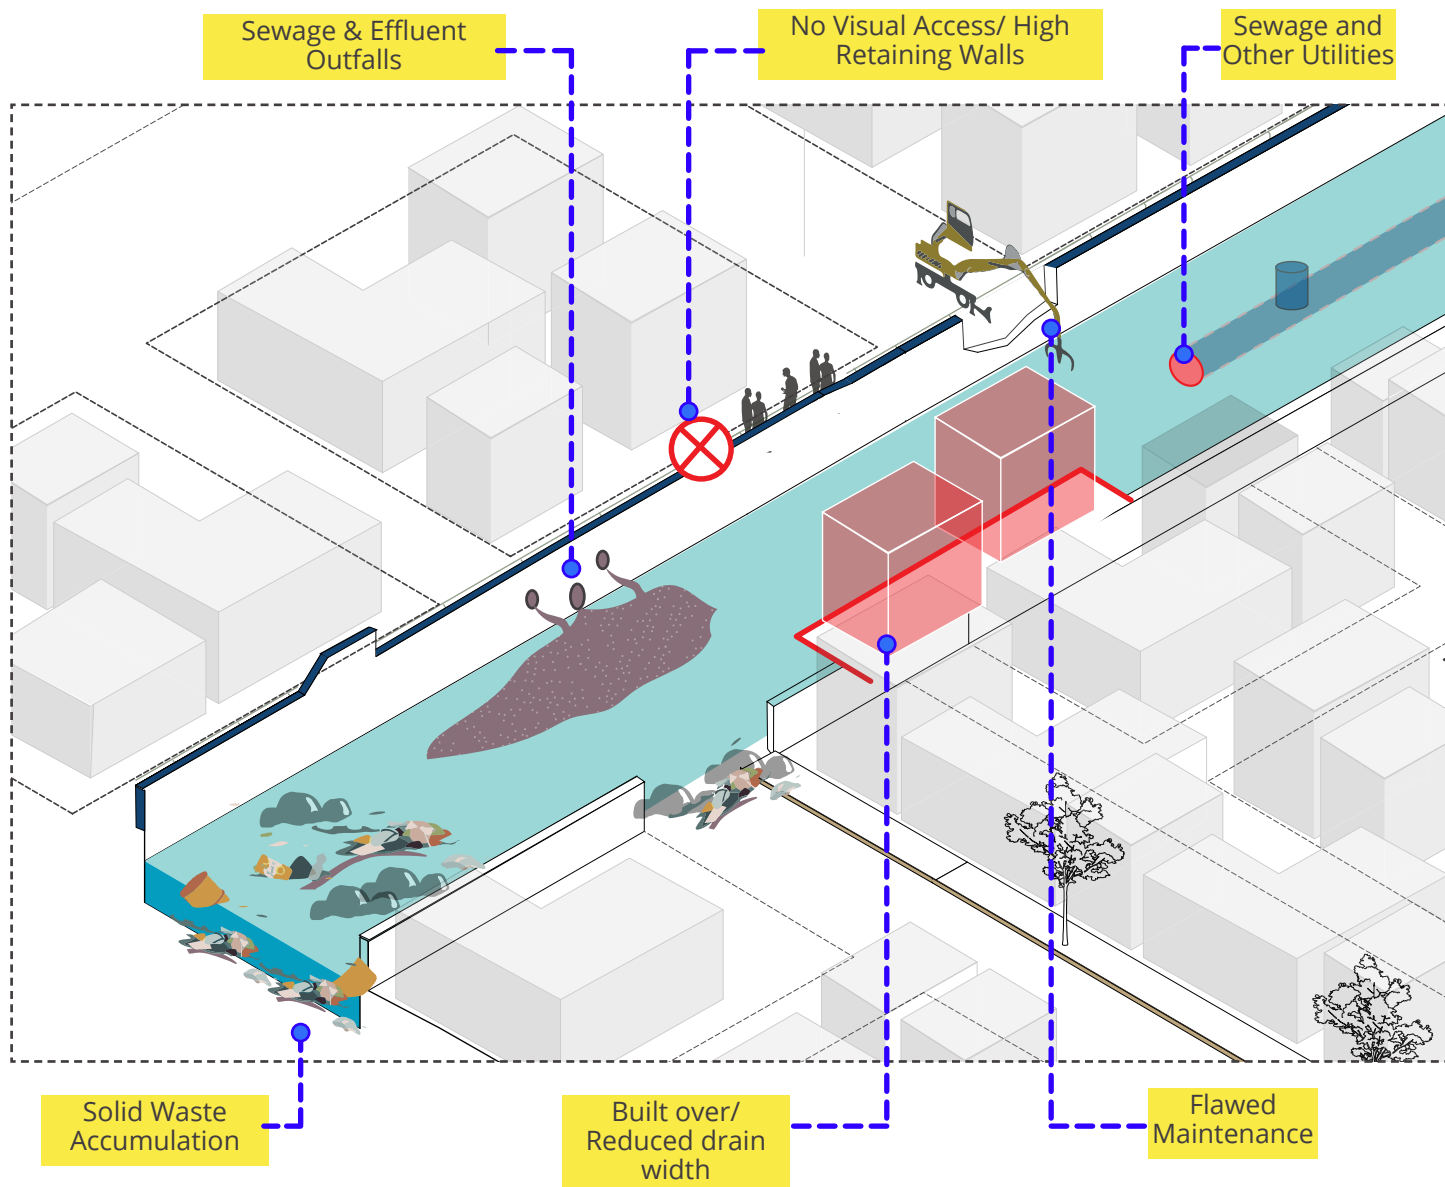 Sewage & Effluent
Outfalls
No Visual Access/ High
Retaining Walls
Sewage and
Other Utilities
Solid Waste
Accumulation
Built over/
Reduced drain
width
Flawed
Maintenance